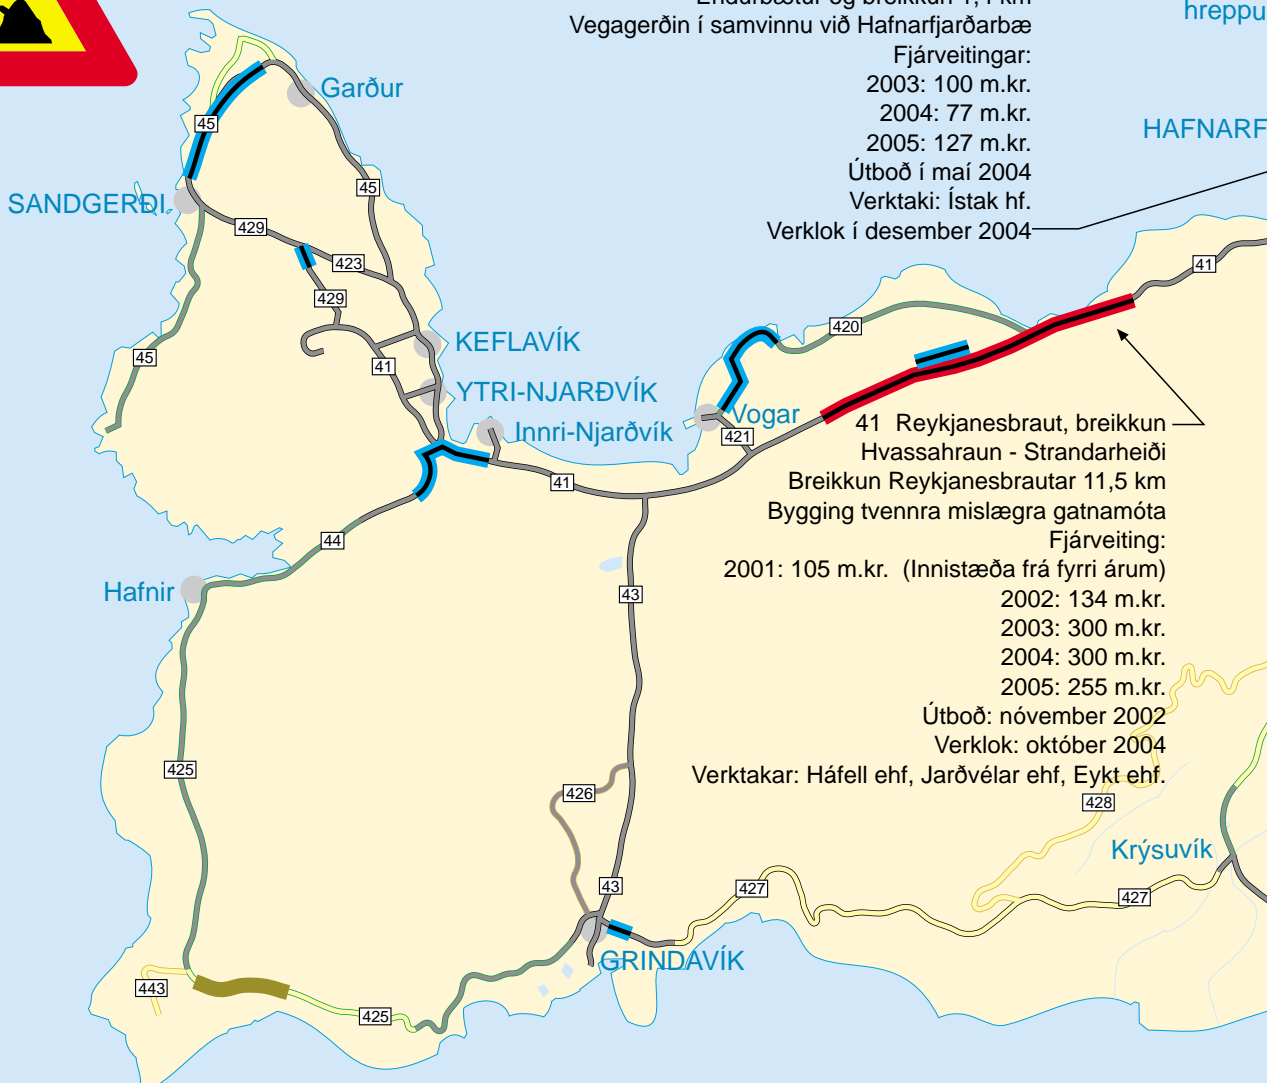 hreppu
Vegagerðin í samvinnu við Hafnarfjarðarbæ
Fjárveitingar:
2003: 100 m.kr.
2004: 77 m.kr.
2005: 127 m.kr.
Útboð í maí 2004
Verktaki: Ístak hf.
Verklok í desember 2004
HAFNARF
Garður
45
45
SANDGERÐI
429
423
429
41
45
KEFLAVÍK
41
YTRI-NJARÐVÍK
Innri-Njarðvík
420
Vogar
421
41
44
Hafnir
43
41 Reykjanesbraut, breikkun
Hvassahraun - Strandarheiði
Breikkun Reykjanesbrautar 11,5 km
Bygging tvennra mislægra gatnamóta
Fjárveiting:
2001: 105 m.kr. (Innistæða frá fyrri árum)
2002: 134 m.kr.
2003: 300 m.kr.
2004: 300 m.kr.
2005: 255 m.kr.
Útboð: nóvember 2002
Verklok: október 2004
Verktakar: Háfell ehf, Jarðvélar ehf, Eykt ehf.
425
426
428
Krýsuvík
43
427
427
GRINDAVÍK
443
425